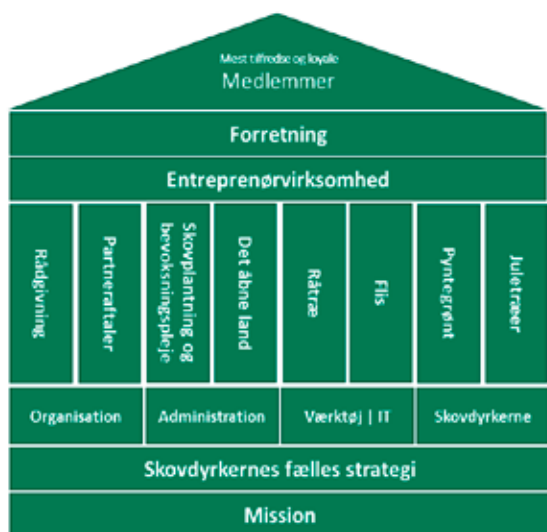 Mest tilfredse og loyale
Medlemmer
Forretning
Entreprenørvirksomhed
Rådgivning
Partneraftaler
Skovplantning og
bevoksningspleje
Det åbne land
Råtræ
Flis
Pyntegrønt
Juletræer
Organisation
Administration
Værktøj | IT
Skovdyrkerne
Skovdyrkernes fælles strategi
Mission